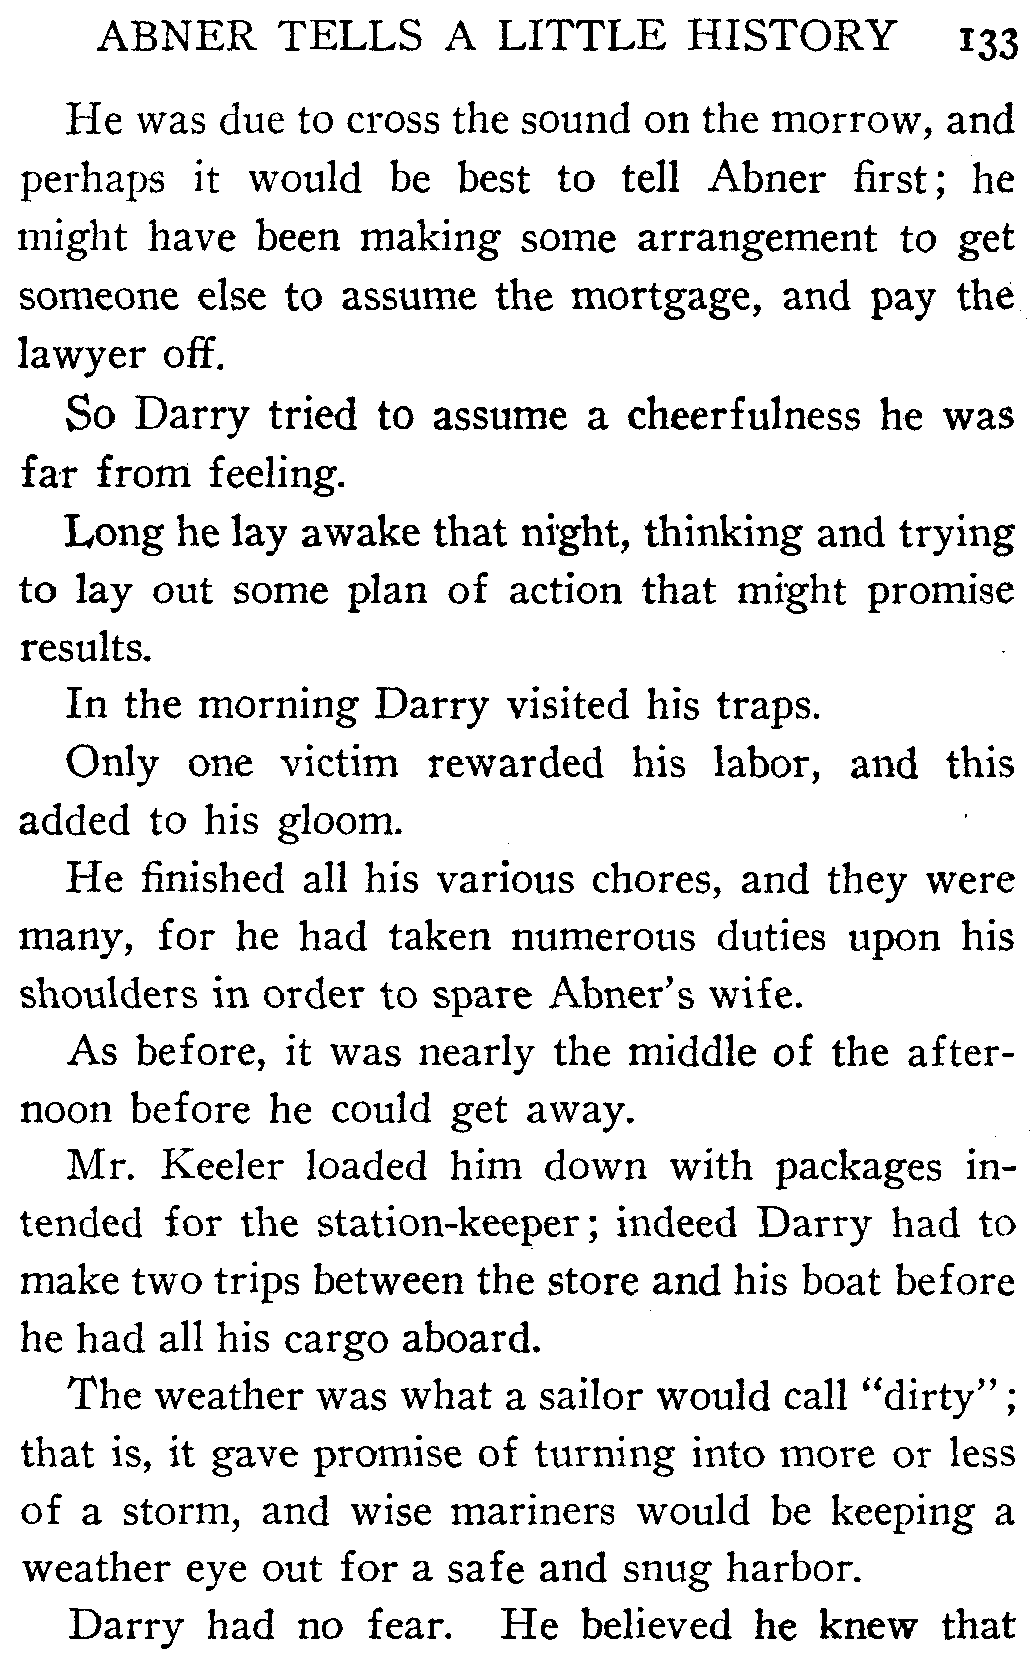 ABNER TELLS A LITTLE HISTORY 133
He was due to cross the sound on the morrow, and
perhaps it would be best to tell Abner first; he
might have been making some arrangement to get
someone else to assume the mortgage, and pay the
lawyer off.
So Darry tried to assume a cheerfulness he was
far from feeling.
Long he lay awake that night, thinking and trying
to lay out some plan of action that might promise
results.
In the morning Darry visited his traps.
Only one victim rewarded his labor, and this
added to his gloom.
He finished all his various chores, and they were
many, for he had taken numerous duties upon his
shoulders in order to spare Abner's wife.
As before, it was nearly the middle of the after-
noon before he could get away.
Mr. Keeler loaded him down with packages in-
tended for the station-keeper; indeed Darry had to
make two trips between the store and his boat before
he had all his cargo aboard.
The weather was what a sailor would call "dirty";
that is, it gave promise of turning into more or less
of a storm, and wise mariners would be keeping a
weather eye out for a safe and snug harbor.
Darry had no fear. He believed he knew that